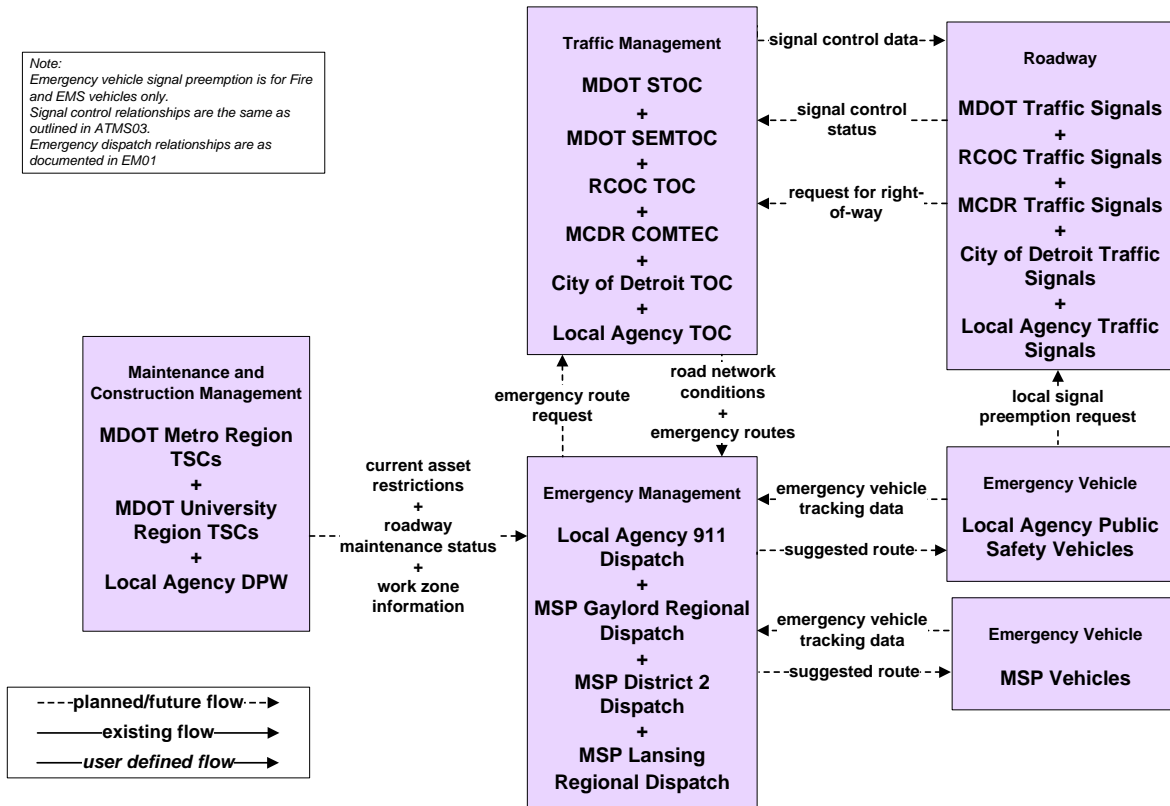 Note:
Emergency vehicle signal preemption is for Fire
and EMS vehicles only.
Signal control relationships are the same as
outlined in ATMS03.
Emergency dispatch relationships are as
documented in EM01
Traffic Management
MDOT STOC
+
MDOT SEMTOC
+
RCOC TOC
+
MCDR COMTEC
+
City of Detroit TOC
+
Local Agency TOC
signal control data
signal control
status
request for right-
of-way
Roadway
MDOT Traffic Signals
+
RCOC Traffic Signals
+
MCDR Traffic Signals
+
City of Detroit Traffic
Signals
+
Local Agency Traffic
Signals
Maintenance and
Construction Management
MDOT Metro Region
TSCs
+
MDOT University
Region TSCs
+
Local Agency DPW
emergency route
request
road network
conditions
+
emergency routes
local signal
preemption request
current asset
restrictions
+
roadway
maintenance status
+
work zone
information
Emergency Management
Local Agency 911
Dispatch
+
MSP Gaylord Regional
Dispatch
+
MSP District 2
Dispatch
+
MSP Lansing
Regional Dispatch
emergency vehicle
tracking data
suggested route
Emergency Vehicle
Local Agency Public
Safety Vehicles
emergency vehicle
tracking data
suggested route
Emergency Vehicle
MSP Vehicles
planned/future flow
existing flow
user defined flow